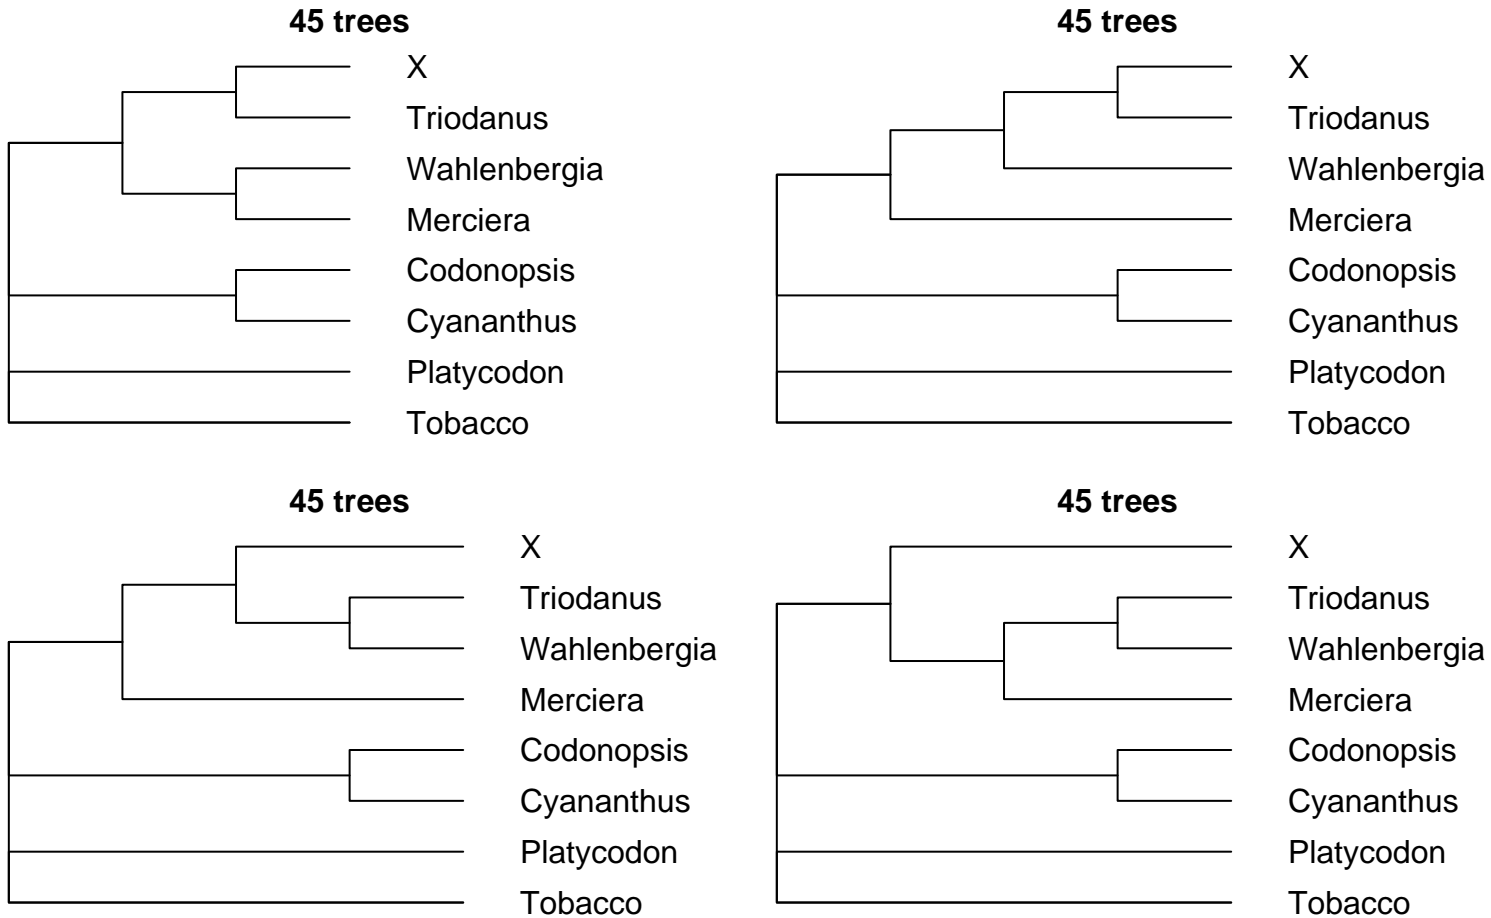 45 trees
X
Triodanus
Wahlenbergia
Merciera
Codonopsis
Cyananthus
Platycodon
Tobacco
45 trees
X
Triodanus
Wahlenbergia
Merciera
Codonopsis
Cyananthus
Platycodon
Tobacco
45 trees
X
Triodanus
Wahlenbergia
Merciera
Codonopsis
Cyananthus
Platycodon
Tobacco
45 trees
X
Triodanus
Wahlenbergia
Merciera
Codonopsis
Cyananthus
Platycodon
Tobacco